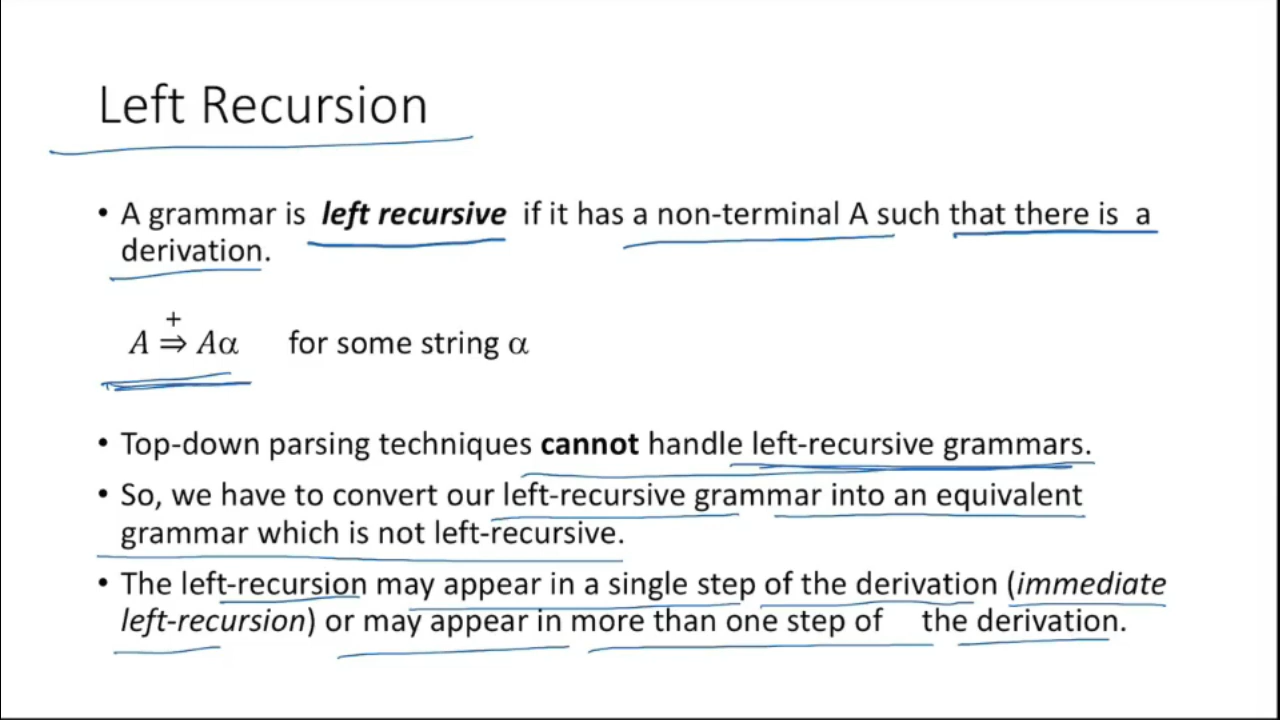 Left Recursion
• A grammar is left recursive if it has a non-terminal A such that there is a
derivation.
+
A ⇒ Aα for some string α
• Top-down parsing techniques cannot handle left-recursive grammars.
• So, we have to convert our left-recursive grammar into an equivalent
grammar which is not left-recursive.
• The left-recursion may appear in a single step of the derivation (immediate
left-recursion) or may appear in more than one step of the derivation.